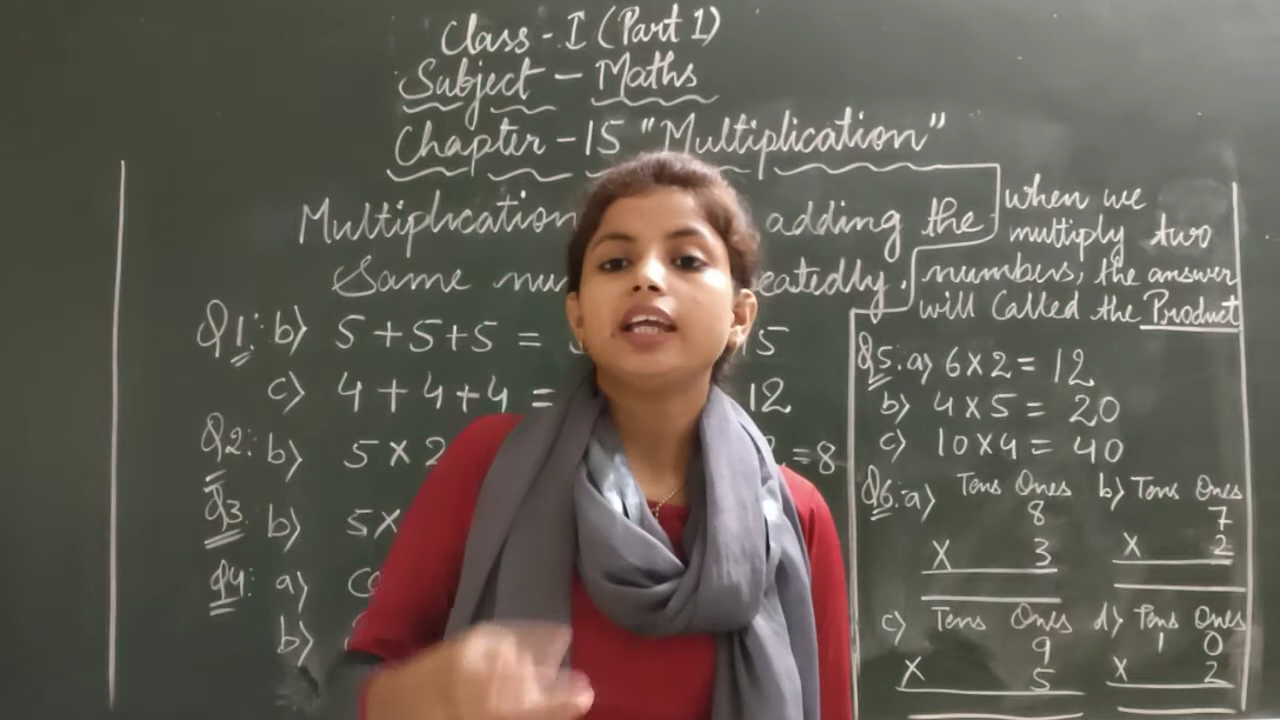 Class - I (Part 1)
Subject - Maths
Chapter - 15 "Multiplication"
Multiplication adding the
Same
when we
multiply two
numbers, the answer
will Called the Product
Q1: b) 5 + 5 + 5 = 15
c) 4 + 4 + 4 = 12
Q2: b) 5 × 2 = 8
Q3 b) 5×
Q4: a)
b)
Q5: a) 6 × 2 = 12
b) 4 × 5 = 20
c) 10 × 4 = 40
Q6: a) Tens Ones b) Tens Ones
8 7
× 3 × 2
c) Tens Ones d) Tens Ones
9 1 0
× 5 × 2